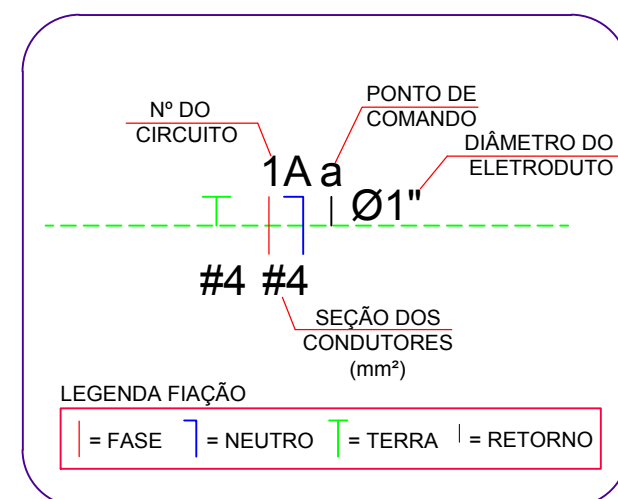 Nº DO
CIRCUITO
PONTO DE
COMANDO
DIÂMETRO DO
ELETRODUTO
1A a
Ø1"
#4 #4
SEÇÃO DOS
CONDUTORES
(mm²)
LEGENDA FIAÇÃO
= FASE = NEUTRO = TERRA = RETORNO